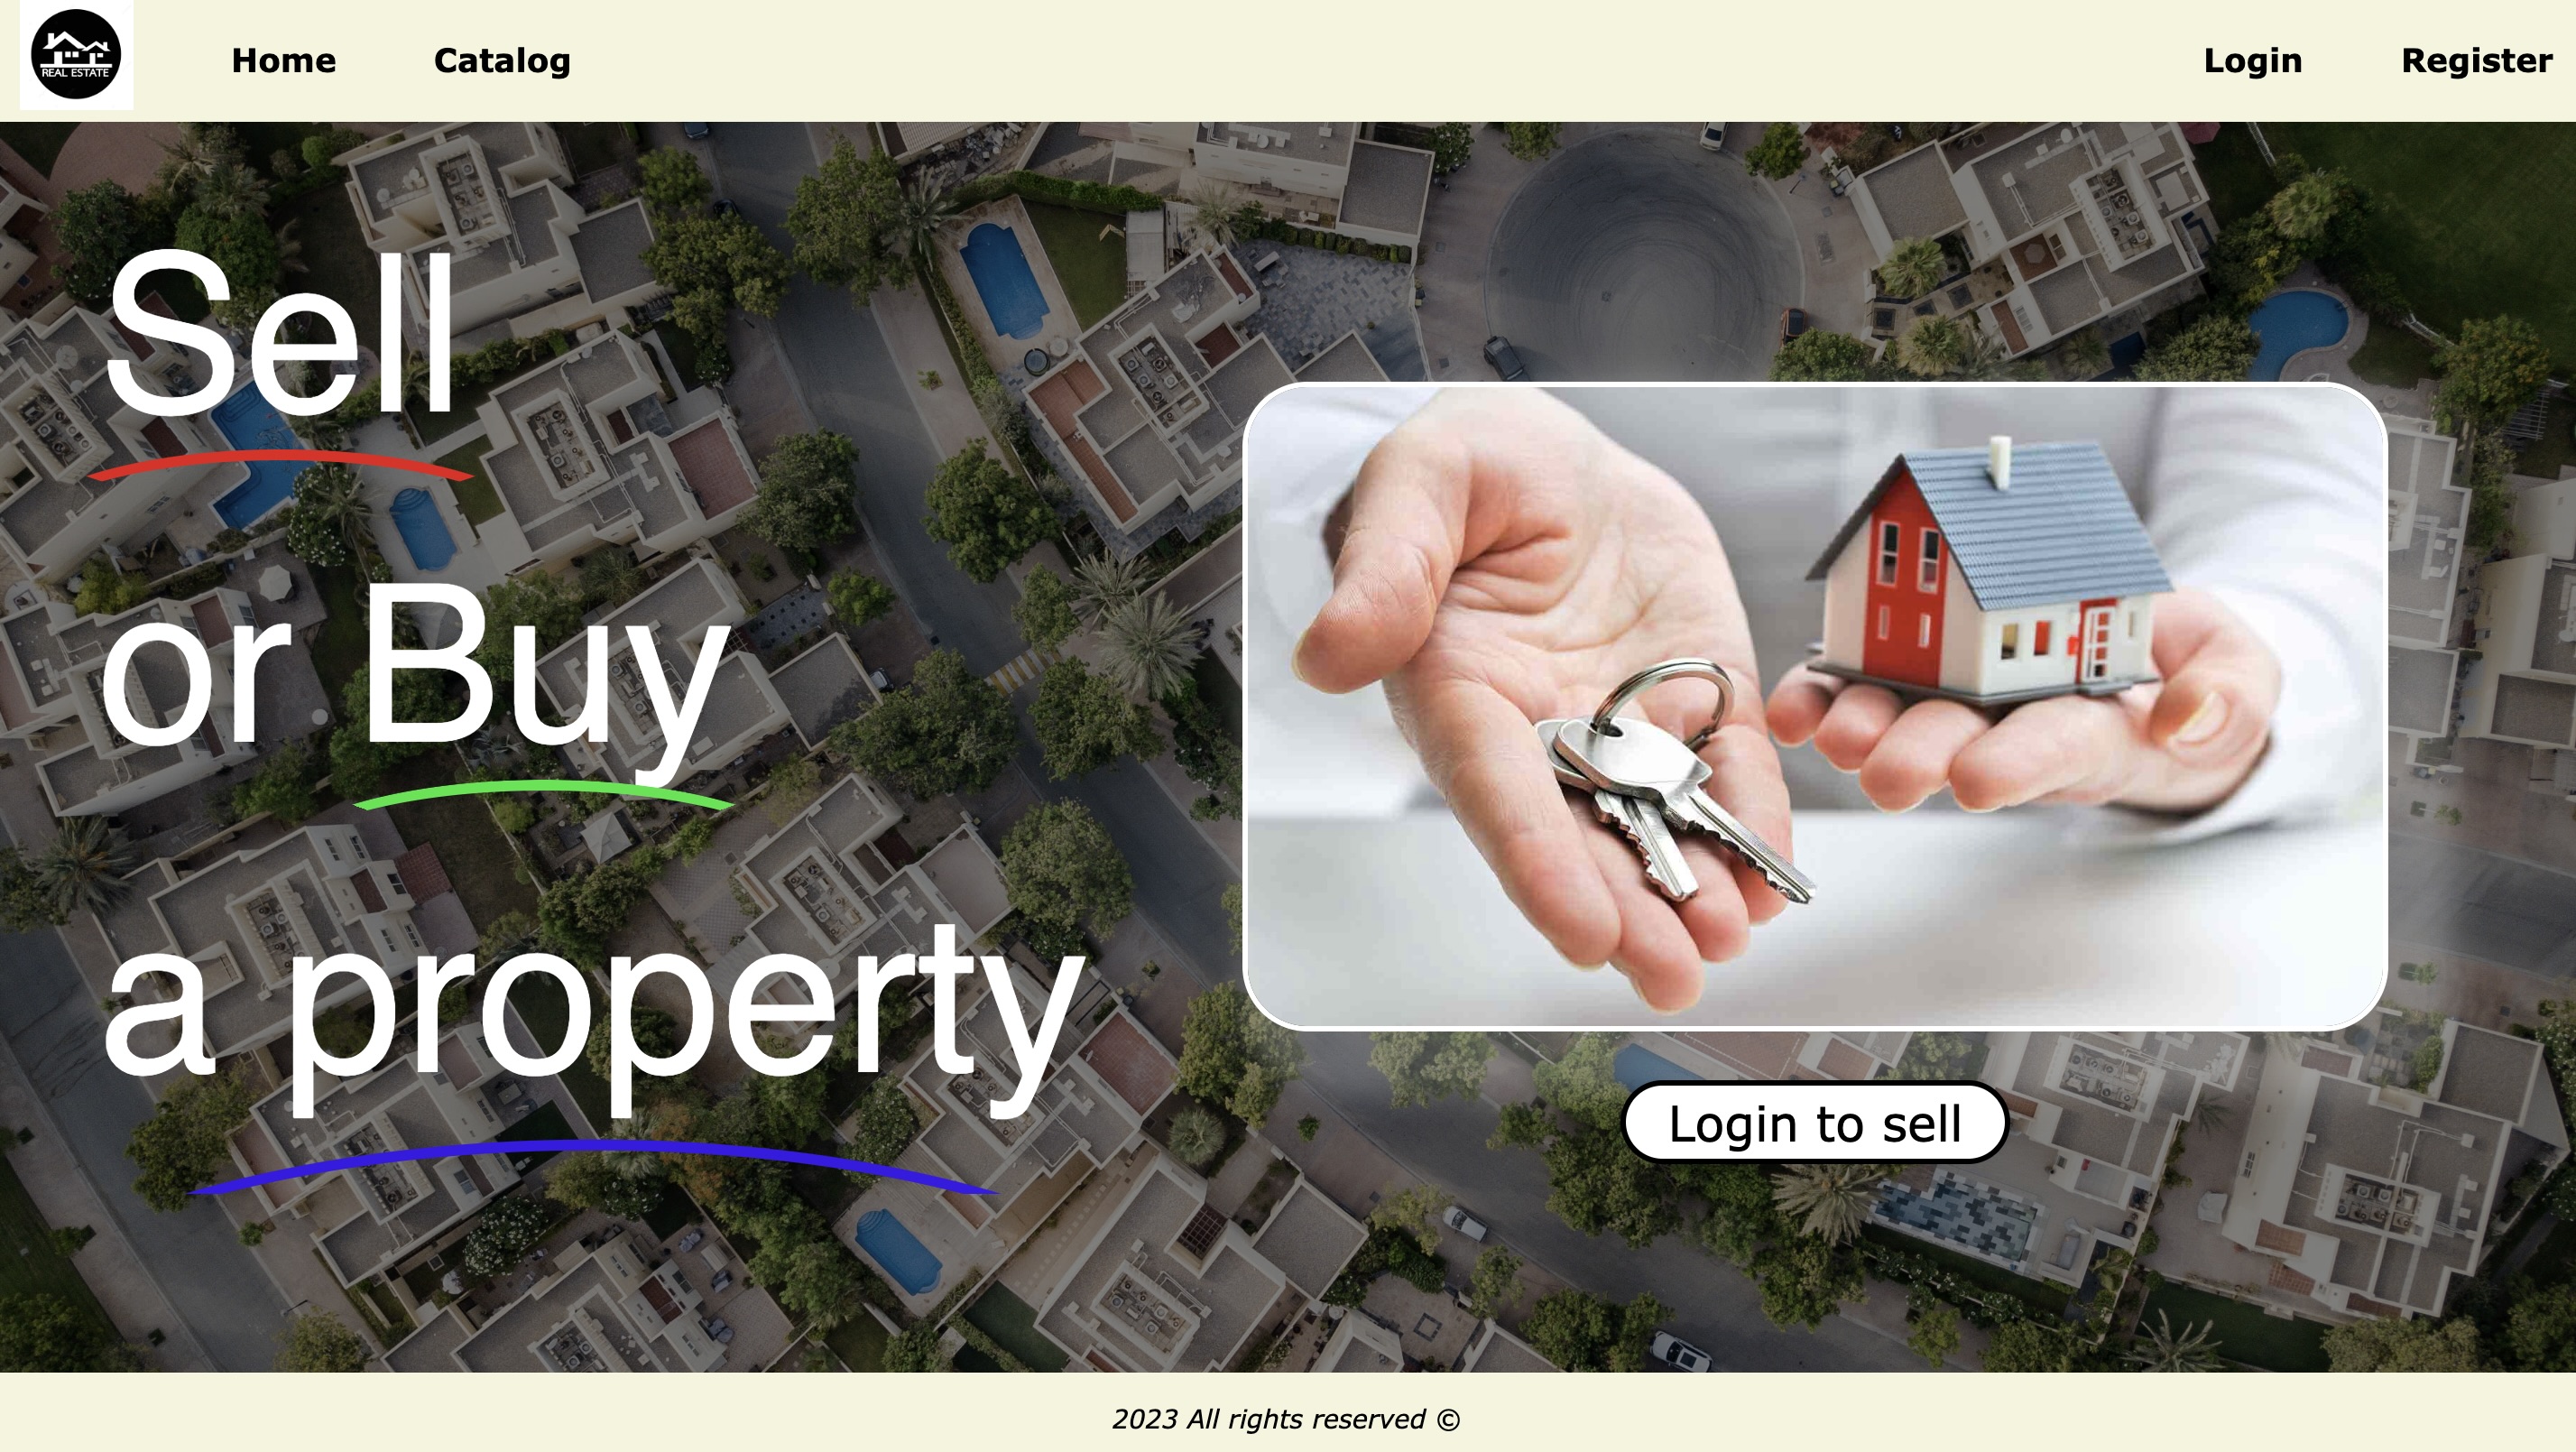 REAL ESTATE
Home
Catalog
Login
Register
Sell
or Buy
a property
Login to sell
2023 All rights reserved ©